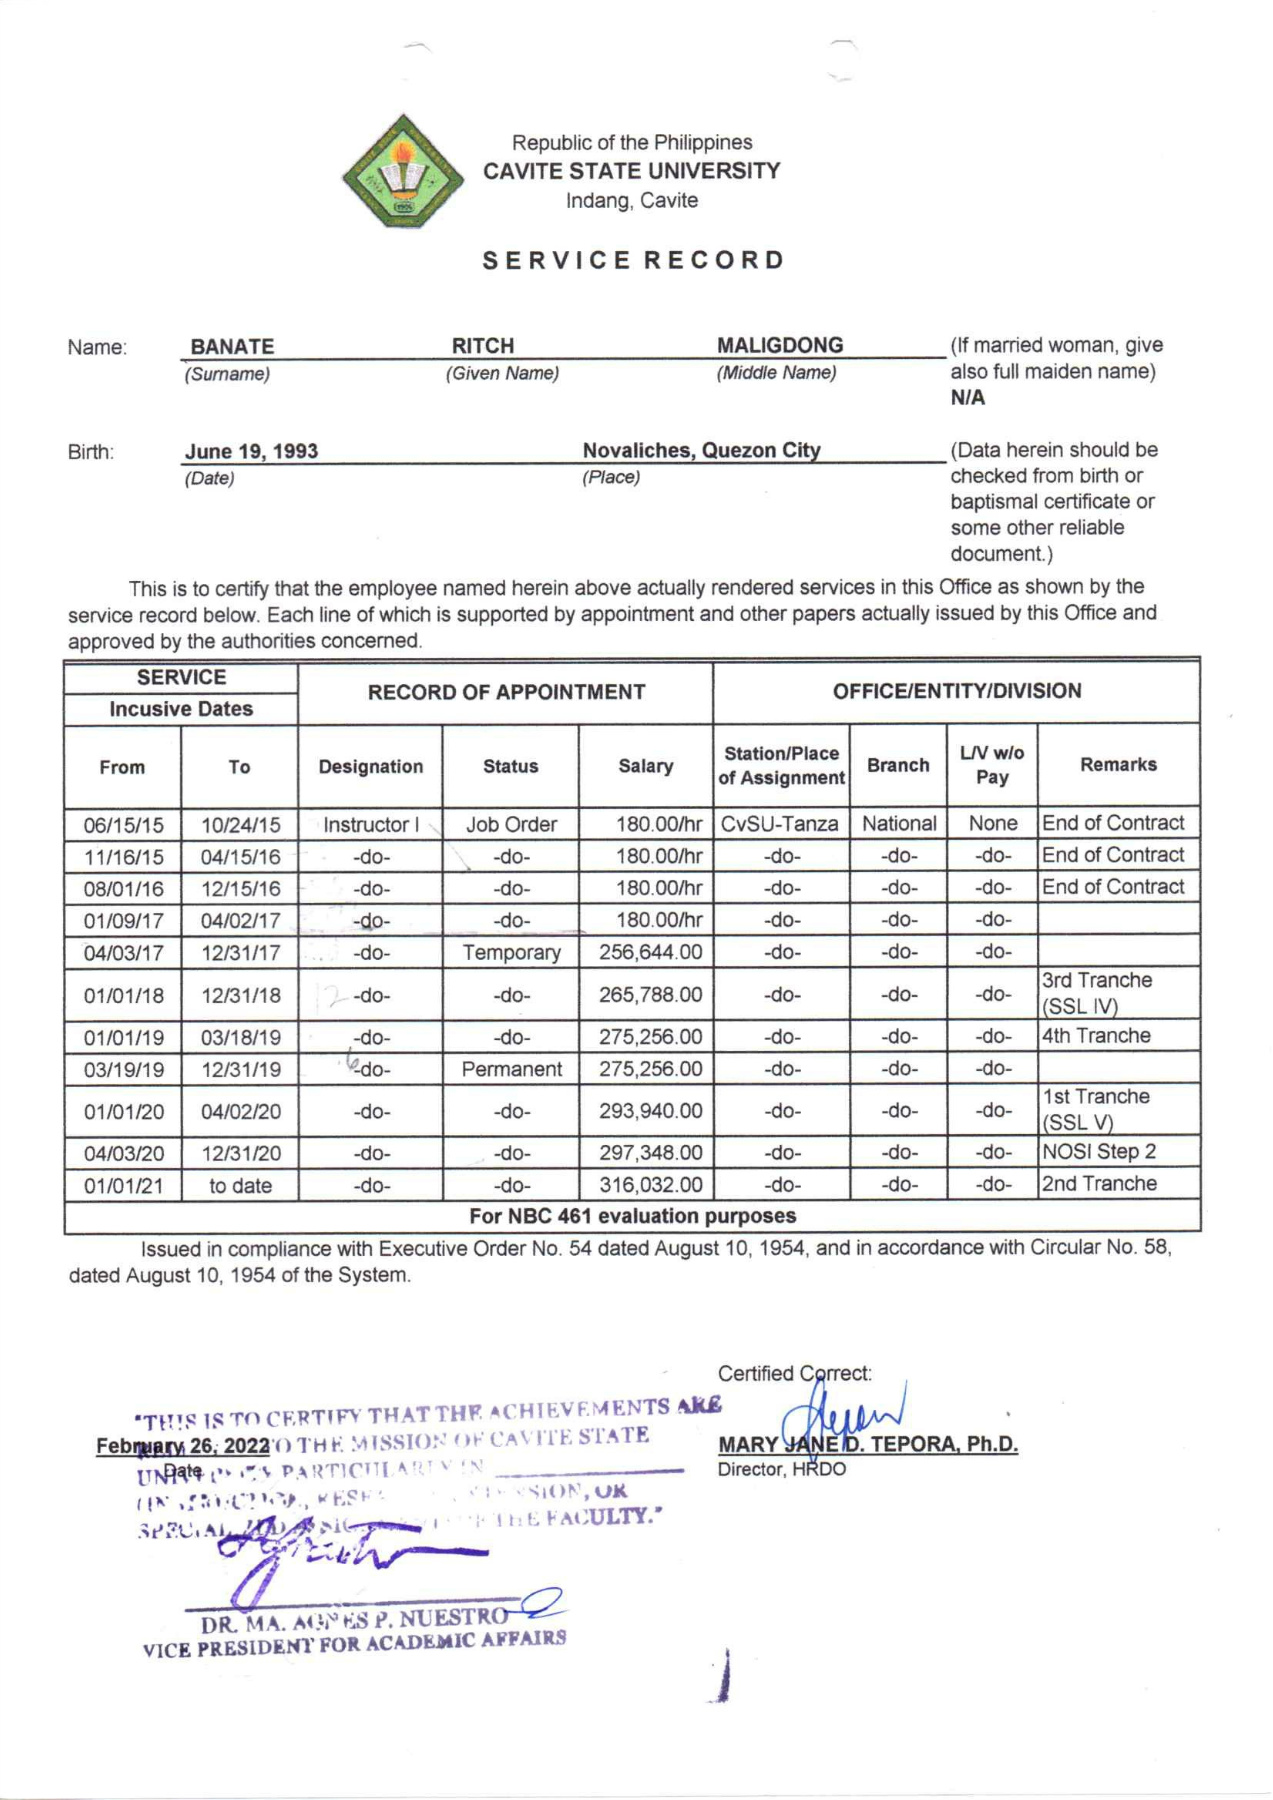 Republic of the Philippines
CAVITE STATE UNIVERSITY
Indang, Cavite
SERVICE RECORD
Name: BANATE RITCH MALIGDONG (If married woman, give
(Surname) (Given Name) (Middle Name) also full maiden name)
N/A
Birth: June 19, 1993 Novaliches, Quezon City (Data herein should be
(Date) (Place) checked from birth or
baptismal certificate or
some other reliable
document.)
This is to certify that the employee named herein above actually rendered services in this Office as shown by the
service record below. Each line of which is supported by appointment and other papers actually issued by this Office and
approved by the authorities concerned.
SERVICE RECORD OF APPOINTMENT OFFICE/ENTITY/DIVISION
Incusive Dates
From To Designation Status Salary Station/Place of Assignment Branch L/V w/o Pay Remarks
06/15/15 10/24/15 Instructor I Job Order 180.00/hr CvSU-Tanza National None End of Contract
11/16/15 04/15/16 -do- -do- 180.00/hr -do- -do- -do- End of Contract
08/01/16 12/15/16 -do- -do- 180.00/hr -do- -do- -do- End of Contract
01/09/17 04/02/17 -do- -do- 180.00/hr -do- -do- -do-
04/03/17 12/31/17 -do- Temporary 256,644.00 -do- -do- -do-
01/01/18 12/31/18 12 -do- -do- 265,788.00 -do- -do- -do- 3rd Tranche (SSL IV)
01/01/19 03/18/19 -do- -do- 275,256.00 -do- -do- -do- 4th Tranche
03/19/19 12/31/19 6 -do- Permanent 275,256.00 -do- -do- -do-
01/01/20 04/02/20 -do- -do- 293,940.00 -do- -do- -do- 1st Tranche (SSL V)
04/03/20 12/31/20 -do- -do- 297,348.00 -do- -do- -do- NOSI Step 2
01/01/21 to date -do- -do- 316,032.00 -do- -do- -do- 2nd Tranche
For NBC 461 evaluation purposes
Issued in compliance with Executive Order No. 54 dated August 10, 1954, and in accordance with Circular No. 58,
dated August 10, 1954 of the System.
Certified Correct:
"THIS IS TO CERTIFY THAT THE ACHIEVEMENTS ARE
February 26, 2022 TO THE MISSION OF CAVITE STATE
MARY JANE D. TEPORA, Ph.D.
Date PARTICULARLY IN
Director, HRDO
OR
SPECIAL THE FACULTY."
DR. MA. AGNES P. NUESTRO
VICE PRESIDENT FOR ACADEMIC AFFAIRS